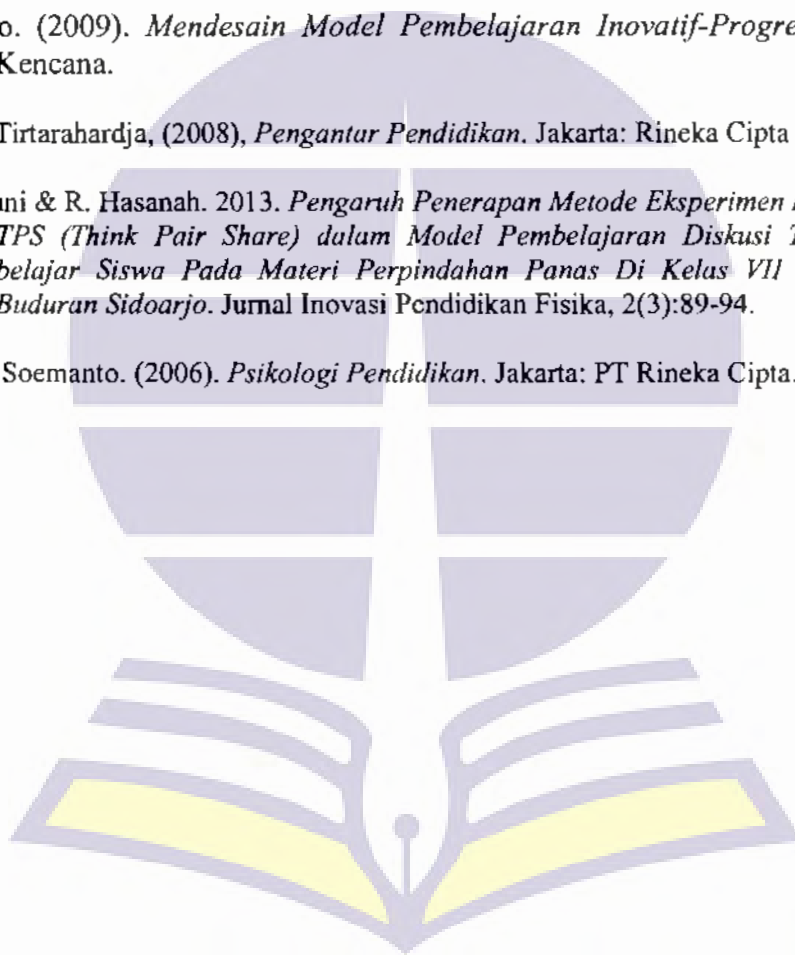 o. (2009). Mendesain Model Pembelajaran Inovatif-Progre
Kencana.
Tirtarahardja, (2008), Pengantar Pendidikan. Jakarta: Rineka Cipta
ni & R. Hasanah. 2013. Pengaruh Penerapan Metode Eksperimen
TPS (Think Pair Share) dalam Model Pembelajaran Diskusi T
belajar Siswa Pada Materi Perpindahan Panas Di Kelas VII
Buduran Sidoarjo. Jurnal Inovasi Pendidikan Fisika, 2(3):89-94.
Soemanto. (2006). Psikologi Pendidikan. Jakarta: PT Rineka Cipta.